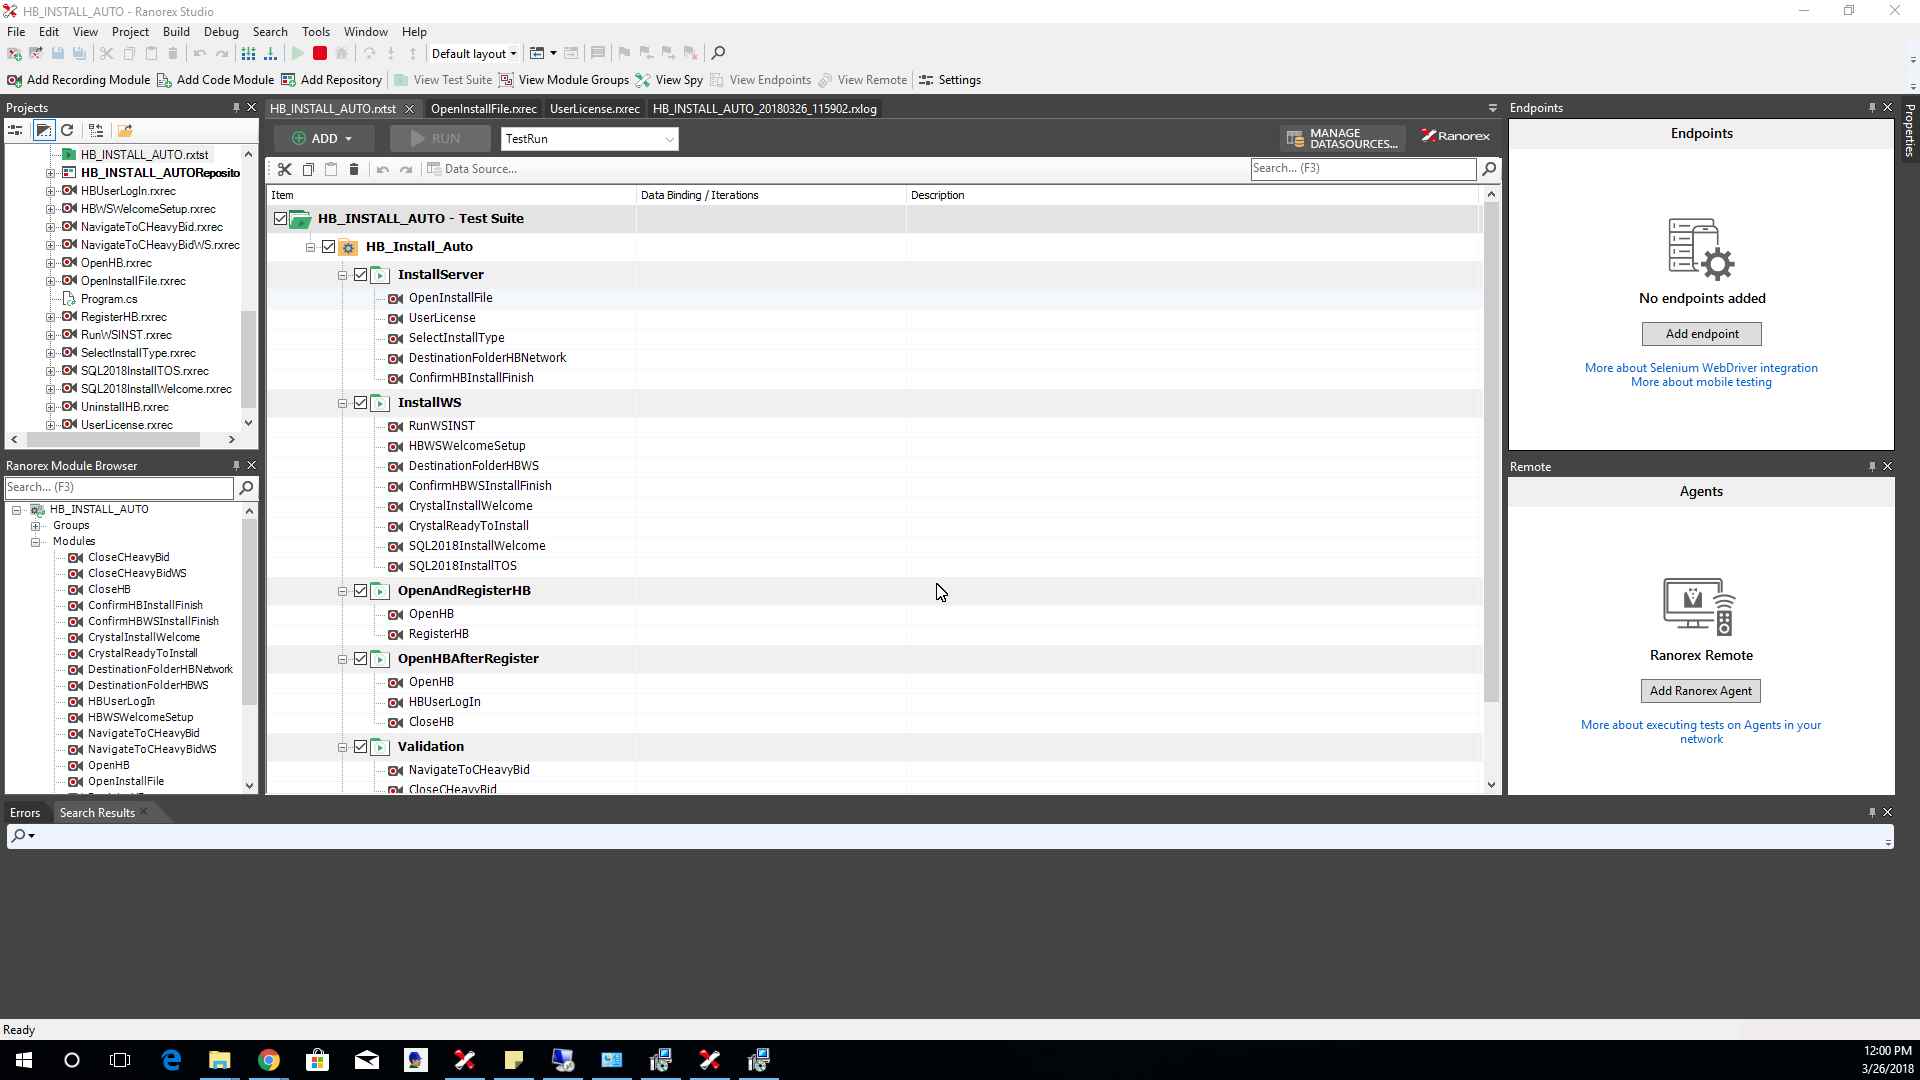 HB_INSTALL_AUTO - Ranorex Studio
File Edit View Project Build Debug Search Tools Window Help
Default layout
Add Recording Module Add Code Module Add Repository View Test Suite View Module Groups View Spy View Endpoints View Remote Settings
Projects
HB_INSTALL_AUTO.rxtst
HB_INSTALL_AUTOReposito
HBUserLogIn.rxrec
HBWSWelcomeSetup.rxrec
NavigateToCHeavyBid.rxrec
NavigateToCHeavyBidWS.rxrec
OpenHB.rxrec
OpenInstallFile.rxrec
Program.cs
RegisterHB.rxrec
RunWSINST.rxrec
SelectInstallType.rxrec
SQL2018InstallTOS.rxrec
SQL2018InstallWelcome.rxrec
UninstallHB.rxrec
UserLicense.rxrec
Ranorex Module Browser
Search... (F3)
HB_INSTALL_AUTO
Groups
Modules
CloseCHeavyBid
CloseCHeavyBidWS
CloseHB
ConfirmHBInstallFinish
ConfirmHBWSInstallFinish
CrystalInstallWelcome
CrystalReadyToInstall
DestinationFolderHBNetwork
DestinationFolderHBWS
HBUserLogIn
HBWSWelcomeSetup
NavigateToCHeavyBid
NavigateToCHeavyBidWS
OpenHB
OpenInstallFile
HB_INSTALL_AUTO.rxtst OpenInstallFile.rxrec UserLicense.rxrec HB_INSTALL_AUTO_20180326_115902.rxlog
ADD RUN TestRun MANAGE
DATASOURCES... Ranorex
Data Source... Search... (F3)
Item Data Binding / Iterations Description
HB_INSTALL_AUTO - Test Suite
HB_Install_Auto
InstallServer
OpenInstallFile
UserLicense
SelectInstallType
DestinationFolderHBNetwork
ConfirmHBInstallFinish
InstallWS
RunWSINST
HBWSWelcomeSetup
DestinationFolderHBWS
ConfirmHBWSInstallFinish
CrystalInstallWelcome
CrystalReadyToInstall
SQL2018InstallWelcome
SQL2018InstallTOS
OpenAndRegisterHB
OpenHB
RegisterHB
OpenHBAfterRegister
OpenHB
HBUserLogIn
CloseHB
Validation
NavigateToCHeavyBid
CloseCHeavyBid
Endpoints
Endpoints
No endpoints added
Add endpoint
More about Selenium WebDriver integration
More about mobile testing
Remote
Agents
Ranorex Remote
Add Ranorex Agent
More about executing tests on Agents in your
network
Properties
Errors Search Results
Ready
12:00 PM
3/26/2018